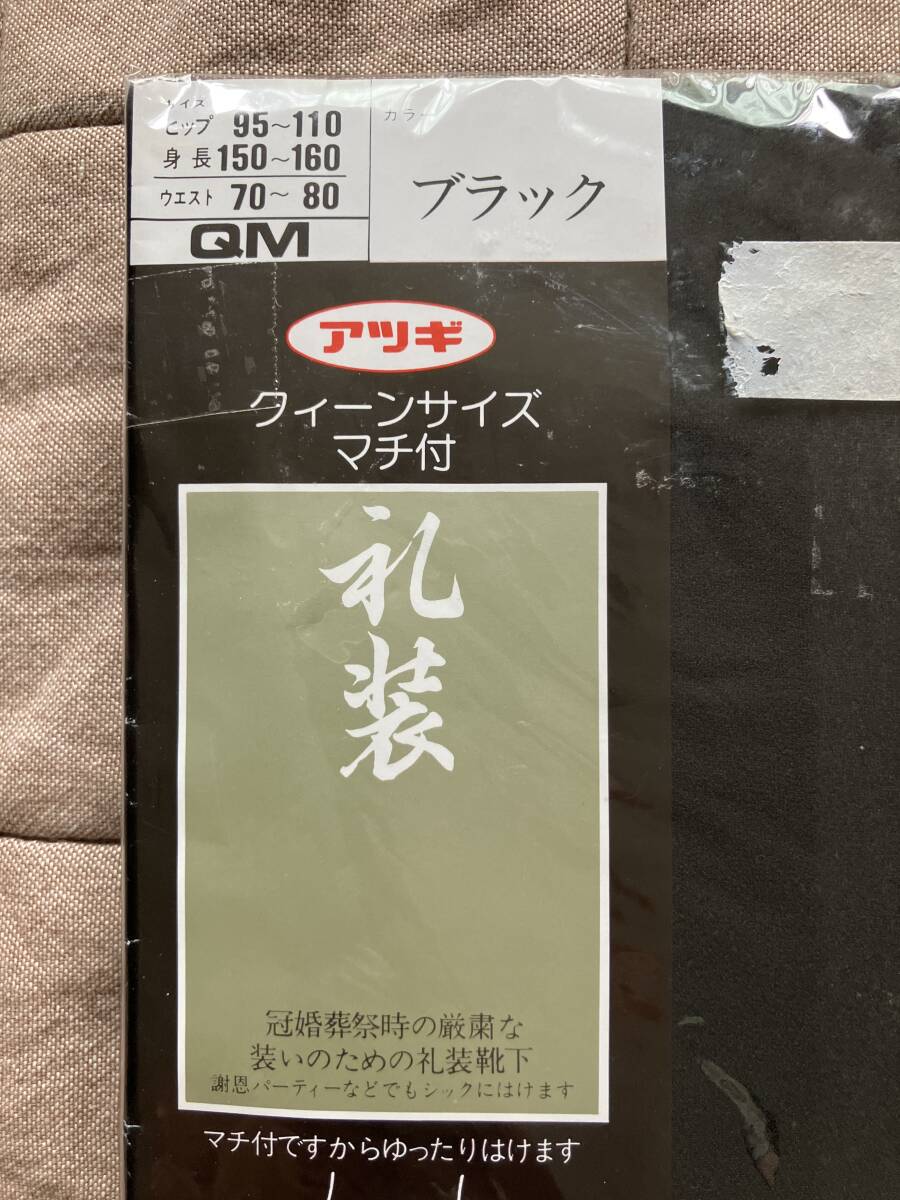 サイズ
ヒップ 95～110
身長 150～160
ウエスト 70～80
QM
カラー
ブラック
アツギ
クィーンサイズ
マチ付
礼装
冠婚葬祭時の厳粛な
装いのための礼装靴下
謝恩パーティーなどでもシックにはけます
マチ付ですからゆったりはけます